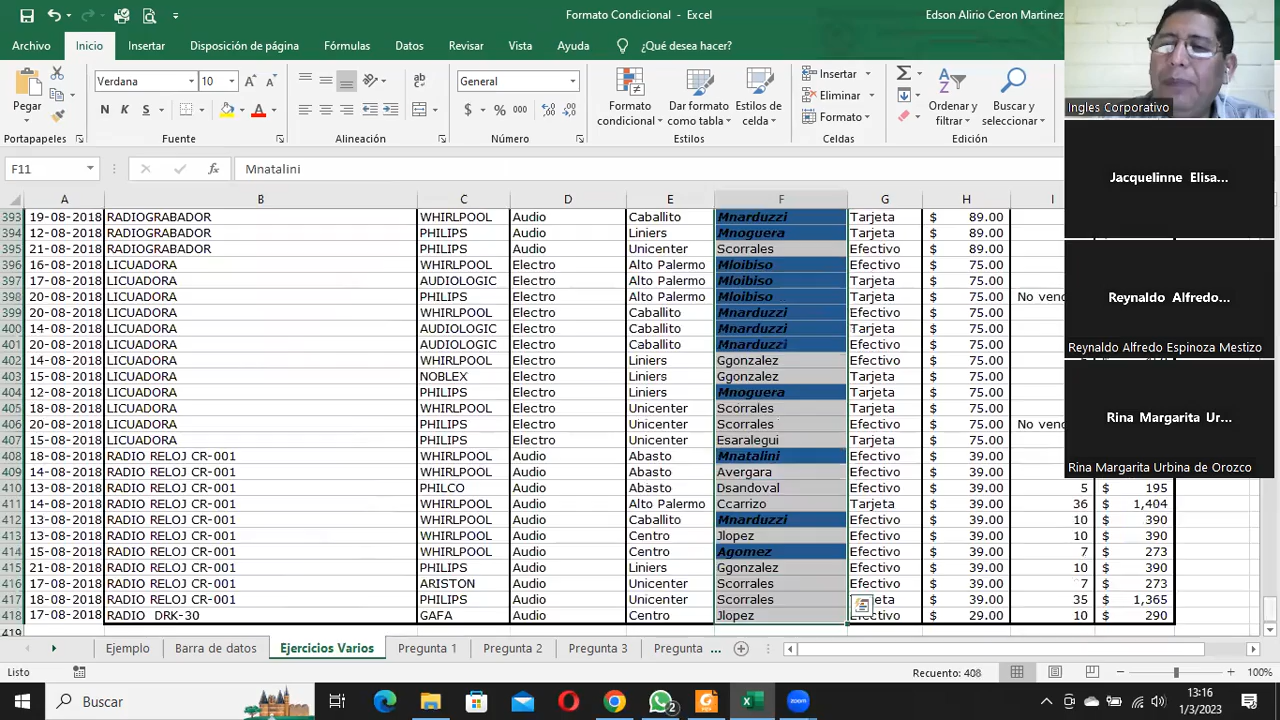 Formato Condicional - Excel
Edson Alirio Ceron Martinez
Archivo Inicio Insertar Disposición de página Fórmulas Datos Revisar Vista Ayuda ¿Qué desea hacer?
Pegar
Portapapeles
Verdana 10
N K S
Fuente
ab
Alineación
General
$ % 000
Número
Formato condicional
Dar formato como tabla
Estilos de celda
Estilos
Insertar
Eliminar
Formato
Celdas
Ordenar y filtrar
Buscar y seleccionar
Edición
F11 fx Mnatalini
A B C D E F G H I
393 19-08-2018 RADIOGRABADOR WHIRLPOOL Audio Caballito Mnarduzzi Tarjeta $ 89.00
394 12-08-2018 RADIOGRABADOR PHILIPS Audio Liniers Mnoguera Tarjeta $ 89.00
395 21-08-2018 RADIOGRABADOR PHILIPS Audio Unicenter Scorrales Efectivo $ 89.00
396 16-08-2018 LICUADORA WHIRLPOOL Electro Alto Palermo Mloibiso Efectivo $ 75.00
397 17-08-2018 LICUADORA AUDIOLOGIC Electro Alto Palermo Mloibiso Tarjeta $ 75.00
398 20-08-2018 LICUADORA PHILIPS Electro Alto Palermo Mloibiso Tarjeta $ 75.00 No vend
399 20-08-2018 LICUADORA WHIRLPOOL Electro Caballito Mnarduzzi Efectivo $ 75.00
400 14-08-2018 LICUADORA AUDIOLOGIC Electro Caballito Mnarduzzi Tarjeta $ 75.00
401 20-08-2018 LICUADORA AUDIOLOGIC Electro Caballito Mnarduzzi Efectivo $ 75.00
402 14-08-2018 LICUADORA WHIRLPOOL Electro Liniers Ggonzalez Efectivo $ 75.00
403 15-08-2018 LICUADORA NOBLEX Electro Liniers Ggonzalez Tarjeta $ 75.00
404 12-08-2018 LICUADORA PHILIPS Electro Liniers Mnoguera Tarjeta $ 75.00
405 18-08-2018 LICUADORA WHIRLPOOL Electro Unicenter Scorrales Efectivo $ 75.00
406 20-08-2018 LICUADORA PHILIPS Electro Unicenter Scorrales Efectivo $ 75.00 No vend
407 15-08-2018 LICUADORA PHILIPS Electro Unicenter Esaralegui Tarjeta $ 75.00
408 18-08-2018 RADIO RELOJ CR-001 WHIRLPOOL Audio Abasto Mnatalini Efectivo $ 39.00
409 14-08-2018 RADIO RELOJ CR-001 WHIRLPOOL Audio Abasto Avergara Efectivo $ 39.00
410 13-08-2018 RADIO RELOJ CR-001 PHILCO Audio Abasto Dsandoval Efectivo $ 39.00 5 $ 195
411 14-08-2018 RADIO RELOJ CR-001 WHIRLPOOL Audio Alto Palermo Ccarrizo Tarjeta $ 39.00 36 $ 1,404
412 13-08-2018 RADIO RELOJ CR-001 WHIRLPOOL Audio Caballito Mnarduzzi Efectivo $ 39.00 10 $ 390
413 13-08-2018 RADIO RELOJ CR-001 WHIRLPOOL Audio Centro Jlopez Efectivo $ 39.00 10 $ 390
414 15-08-2018 RADIO RELOJ CR-001 WHIRLPOOL Audio Centro Agomez Efectivo $ 39.00 7 $ 273
415 21-08-2018 RADIO RELOJ CR-001 PHILIPS Audio Liniers Ggonzalez Efectivo $ 39.00 10 $ 390
416 17-08-2018 RADIO RELOJ CR-001 ARISTON Audio Unicenter Scorrales Efectivo $ 39.00 7 $ 273
417 18-08-2018 RADIO RELOJ CR-001 PHILIPS Audio Unicenter Scorrales eta $ 39.00 35 $ 1,365
418 17-08-2018 RADIO DRK-30 GAFA Audio Centro Jlopez Efectivo $ 29.00 10 $ 290
419
Ejemplo Barra de datos Ejercicios Varios Pregunta 1 Pregunta 2 Pregunta 3 Pregunta ...
Listo Recuento: 408 100%
Buscar
2
13:16
1/3/2023
Ingles Corporativo
Jacquelinne Elisa...
Reynaldo Alfredo...
Reynaldo Alfredo Espinoza Mestizo
Rina Margarita Ur...
Rina Margarita Urbina de Orozco